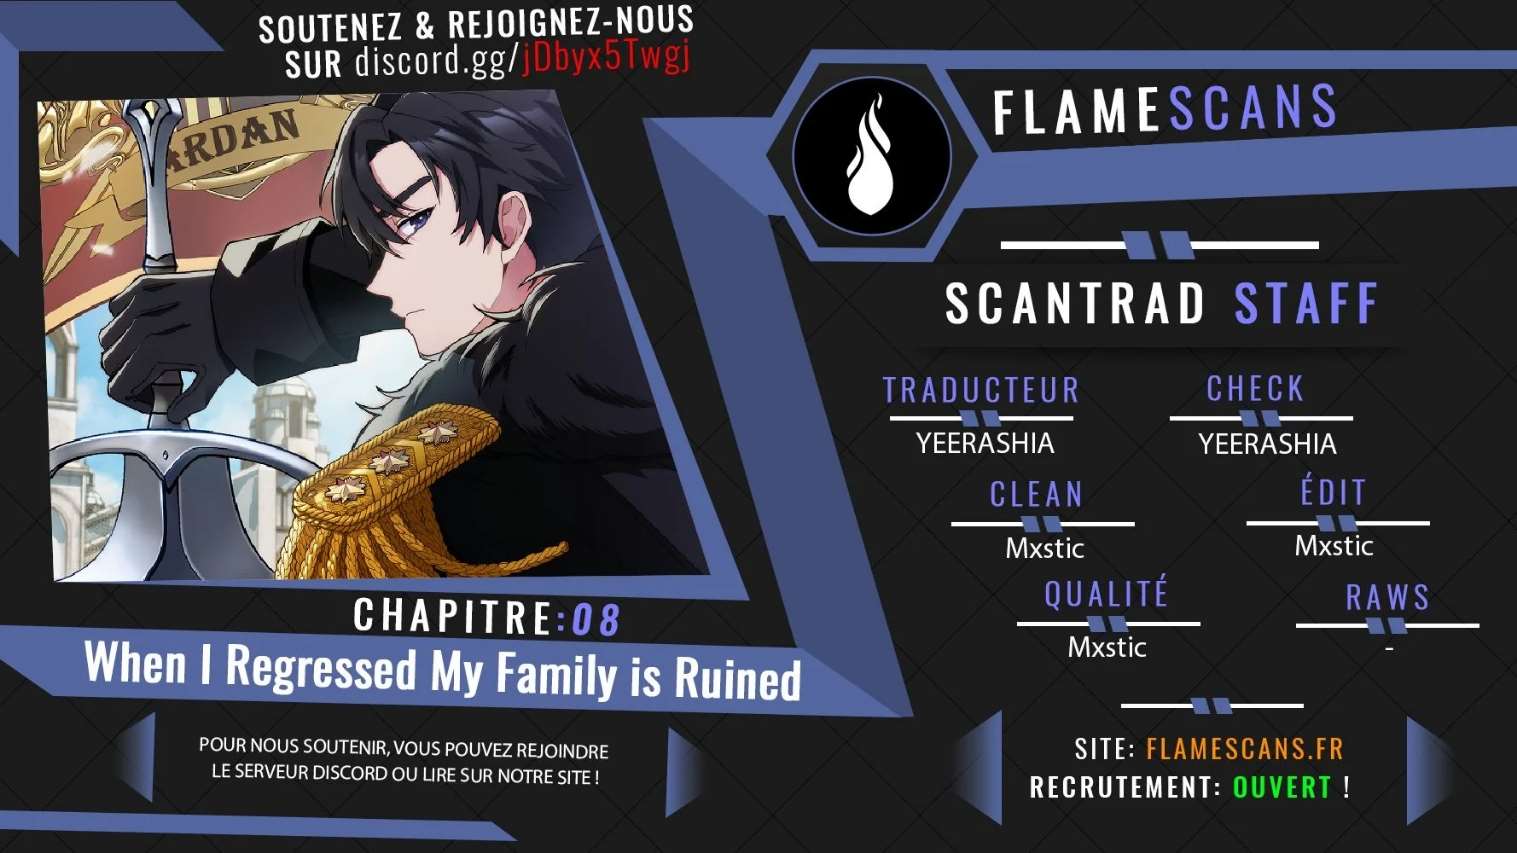 SOUTENEZ & REJOIGNEZ-NOUS
SUR discord.gg/jDbyx5Twgj
ARDAN
CHAPITRE:08
When I Regressed My Family is Ruined
POUR NOUS SOUTENIR, VOUS POUVEZ REJOINDRE
LE SERVEUR DISCORD OU LIRE SUR NOTRE SITE !
FLAMESCANS
SCANTRAD STAFF
TRADUCTEUR
YEERASHIA
CHECK
YEERASHIA
CLEAN
Mxstic
ÉDIT
Mxstic
QUALITÉ
Mxstic
RAWS
-
SITE: FLAMESCANS.FR
RECRUTEMENT: OUVERT !